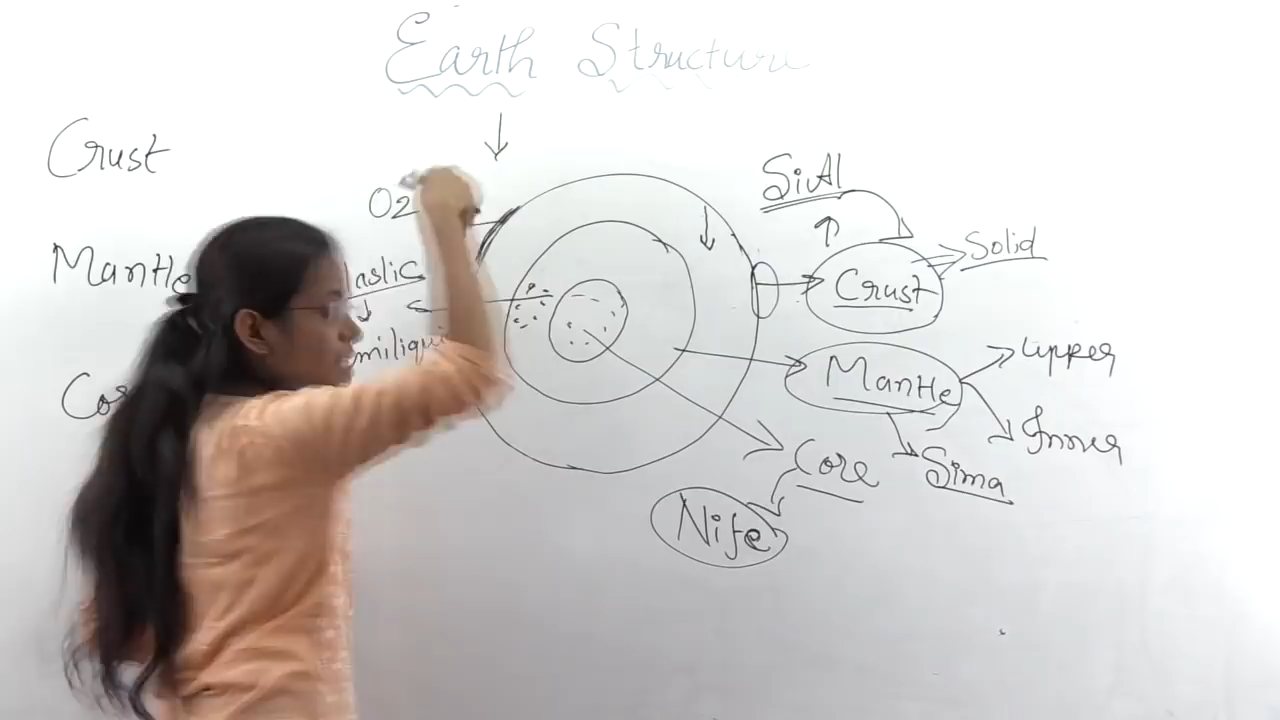 Earth Structure
Crust
O2
SiAl
Solid
Mantle
Crust
Upper
Mantle
Inner
Core
Sima
Nife